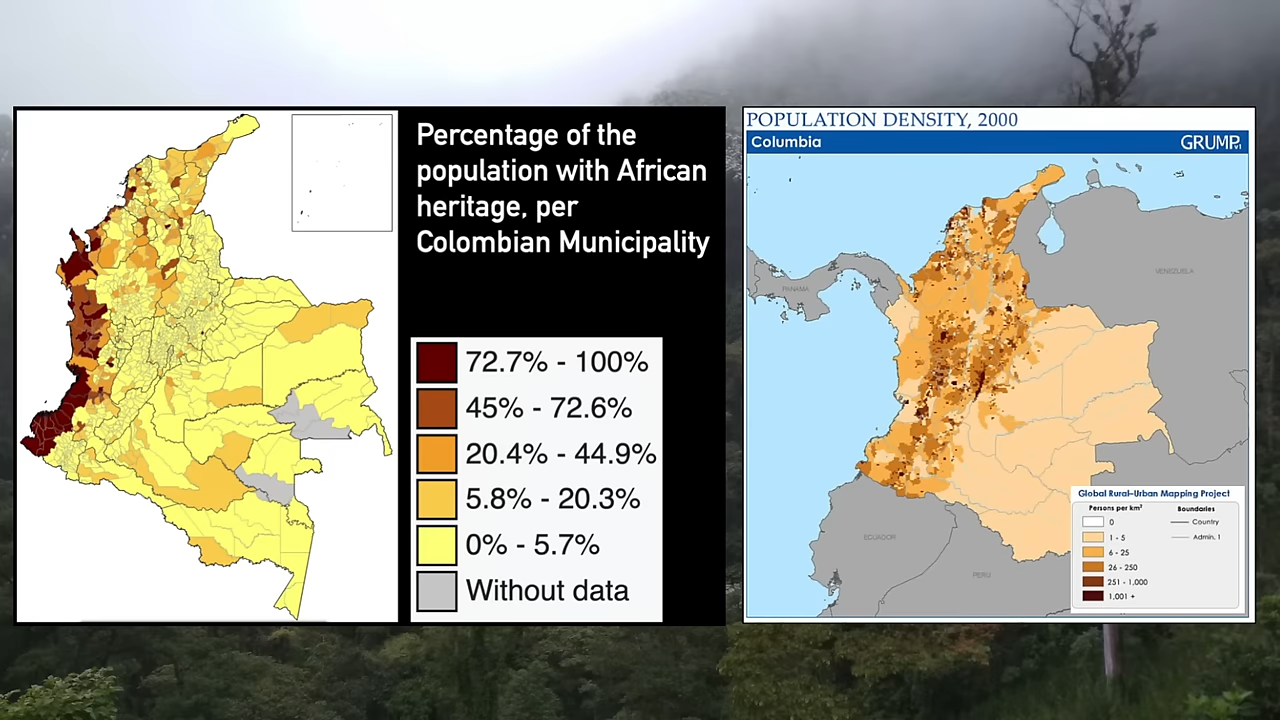 Percentage of the
population with African
heritage, per
Colombian Municipality
72.7% - 100%
45% - 72.6%
20.4% - 44.9%
5.8% - 20.3%
0% - 5.7%
Without data
POPULATION DENSITY, 2000
Columbia
GRUMPv1
VENEZUELA
PANAMA
ECUADOR
PERU
Global Rural–Urban Mapping Project
Persons per km²
0
1 - 5
6 - 25
26 - 250
251 - 1,000
1,001 +
Boundaries
Country
Admin. 1